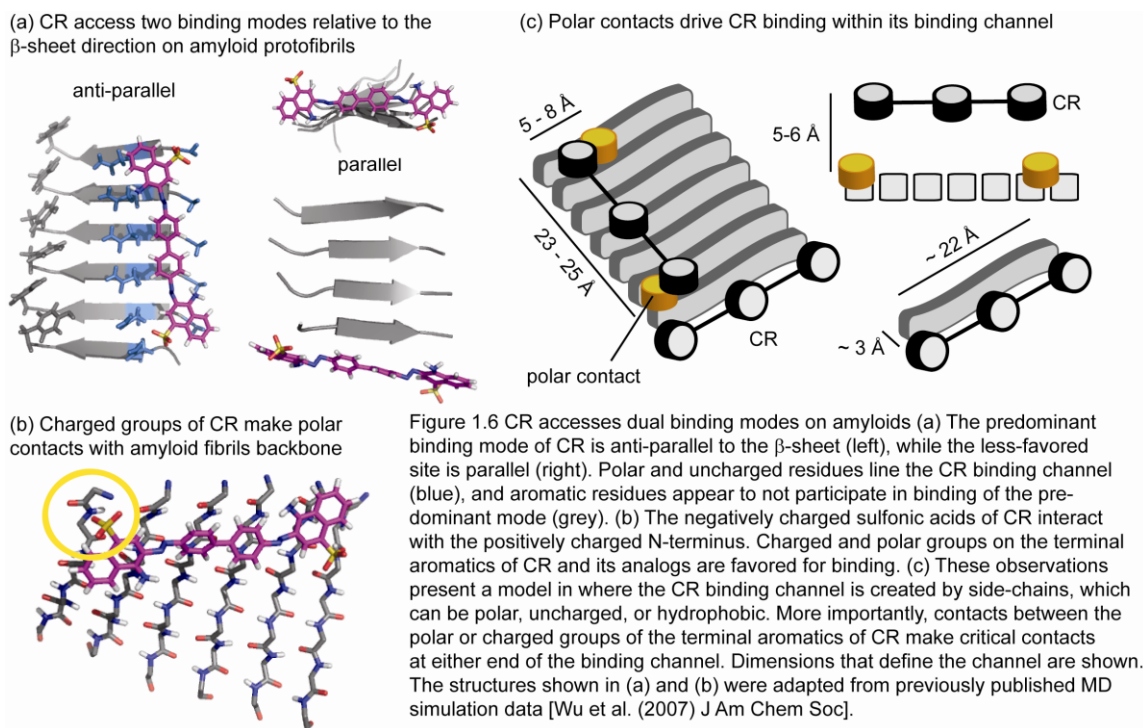 (a) CR access two binding modes relative to the
β-sheet direction on amyloid protofibrils
anti-parallel
parallel
(c) Polar contacts drive CR binding within its binding channel
5 - 8 Å
23 - 25 Å
polar contact
CR
CR
5-6 Å
~ 22 Å
~ 3 Å
(b) Charged groups of CR make polar
contacts with amyloid fibrils backbone
Figure 1.6 CR accesses dual binding modes on amyloids (a) The predominant
binding mode of CR is anti-parallel to the β-sheet (left), while the less-favored
site is parallel (right). Polar and uncharged residues line the CR binding channel
(blue), and aromatic residues appear to not participate in binding of the pre-
dominant mode (grey). (b) The negatively charged sulfonic acids of CR interact
with the positively charged N-terminus. Charged and polar groups on the terminal
aromatics of CR and its analogs are favored for binding. (c) These observations
present a model in where the CR binding channel is created by side-chains, which
can be polar, uncharged, or hydrophobic. More importantly, contacts between the
polar or charged groups of the terminal aromatics of CR make critical contacts
at either end of the binding channel. Dimensions that define the channel are shown.
The structures shown in (a) and (b) were adapted from previously published MD
simulation data [Wu et al. (2007) J Am Chem Soc].